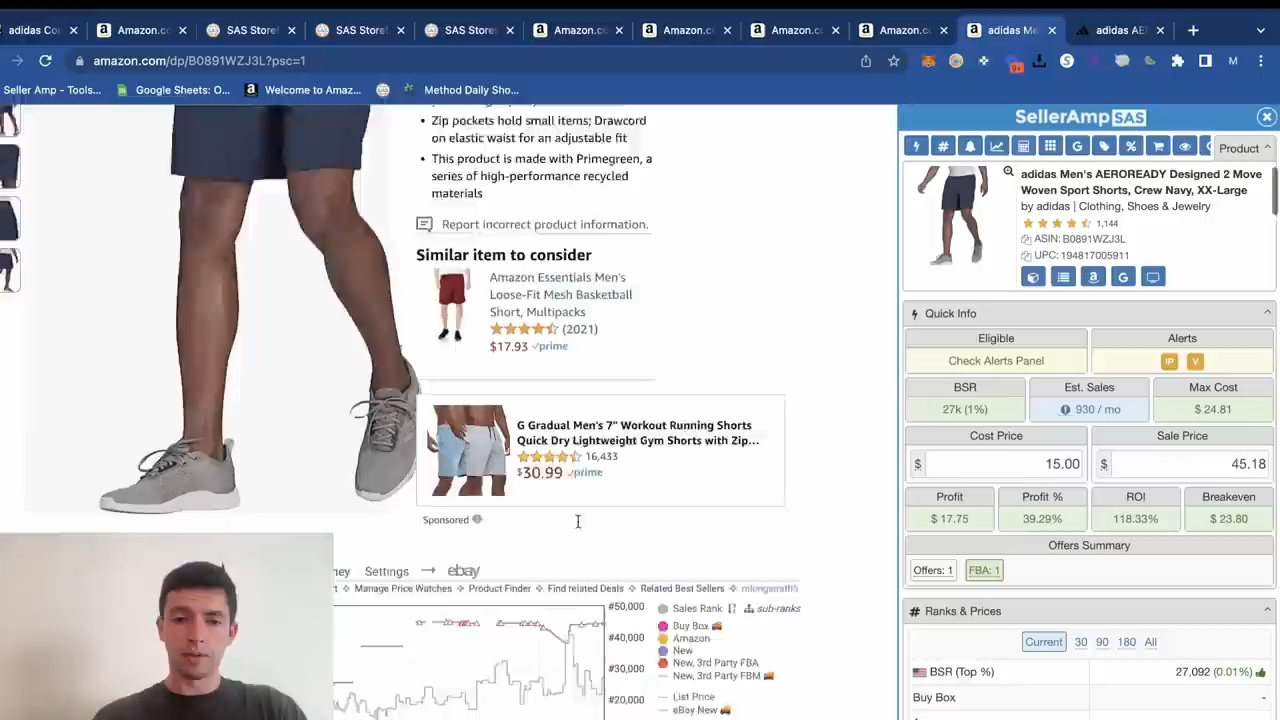 adidas Co
Amazon.c
SAS Store
SAS Store
SAS Store
Amazon.c
Amazon.c
Amazon.c
Amazon.c
adidas Me
adidas AE
amazon.com/dp/B0891WZJ3L?psc=1
9+
M
Seller Amp - Tools...
Google Sheets: O...
Welcome to Amaz...
Method Daily Sho...
• Zip pockets hold small items; Drawcord
on elastic waist for an adjustable fit
• This product is made with Primegreen, a
series of high-performance recycled
materials
Report incorrect product information.
Similar item to consider
Amazon Essentials Men's
Loose-Fit Mesh Basketball
Short, Multipacks
(2021)
$17.93 prime
G Gradual Men's 7" Workout Running Shorts
Quick Dry Lightweight Gym Shorts with Zip...
16,433
$30.99 prime
Sponsored
ney Settings → ebay
Manage Price Watches Product Finder Find related Deals Related Best Sellers
#50,000
#40,000
#30,000
#20,000
Sales Rank sub-ranks
Buy Box
Amazon
New
New, 3rd Party FBA
New, 3rd Party FBM
List Price
eBay New
SellerAmp SAS
Product
adidas Men's AEROREADY Designed 2 Move
Woven Sport Shorts, Crew Navy, XX-Large
by adidas | Clothing, Shoes & Jewelry
1,144
ASIN: B0891WZJ3L
UPC: 194817005911
Quick Info
Eligible Alerts
Check Alerts Panel IP V
BSR Est. Sales Max Cost
27k (1%) 930 / mo $ 24.81
Cost Price Sale Price
$ 15.00 $ 45.18
Profit Profit % ROI Breakeven
$ 17.75 39.29% 118.33% $ 23.80
Offers Summary
Offers: 1 FBA: 1
# Ranks & Prices
Current 30 90 180 All
BSR (Top %) 27,092 (0.01%)
Buy Box -